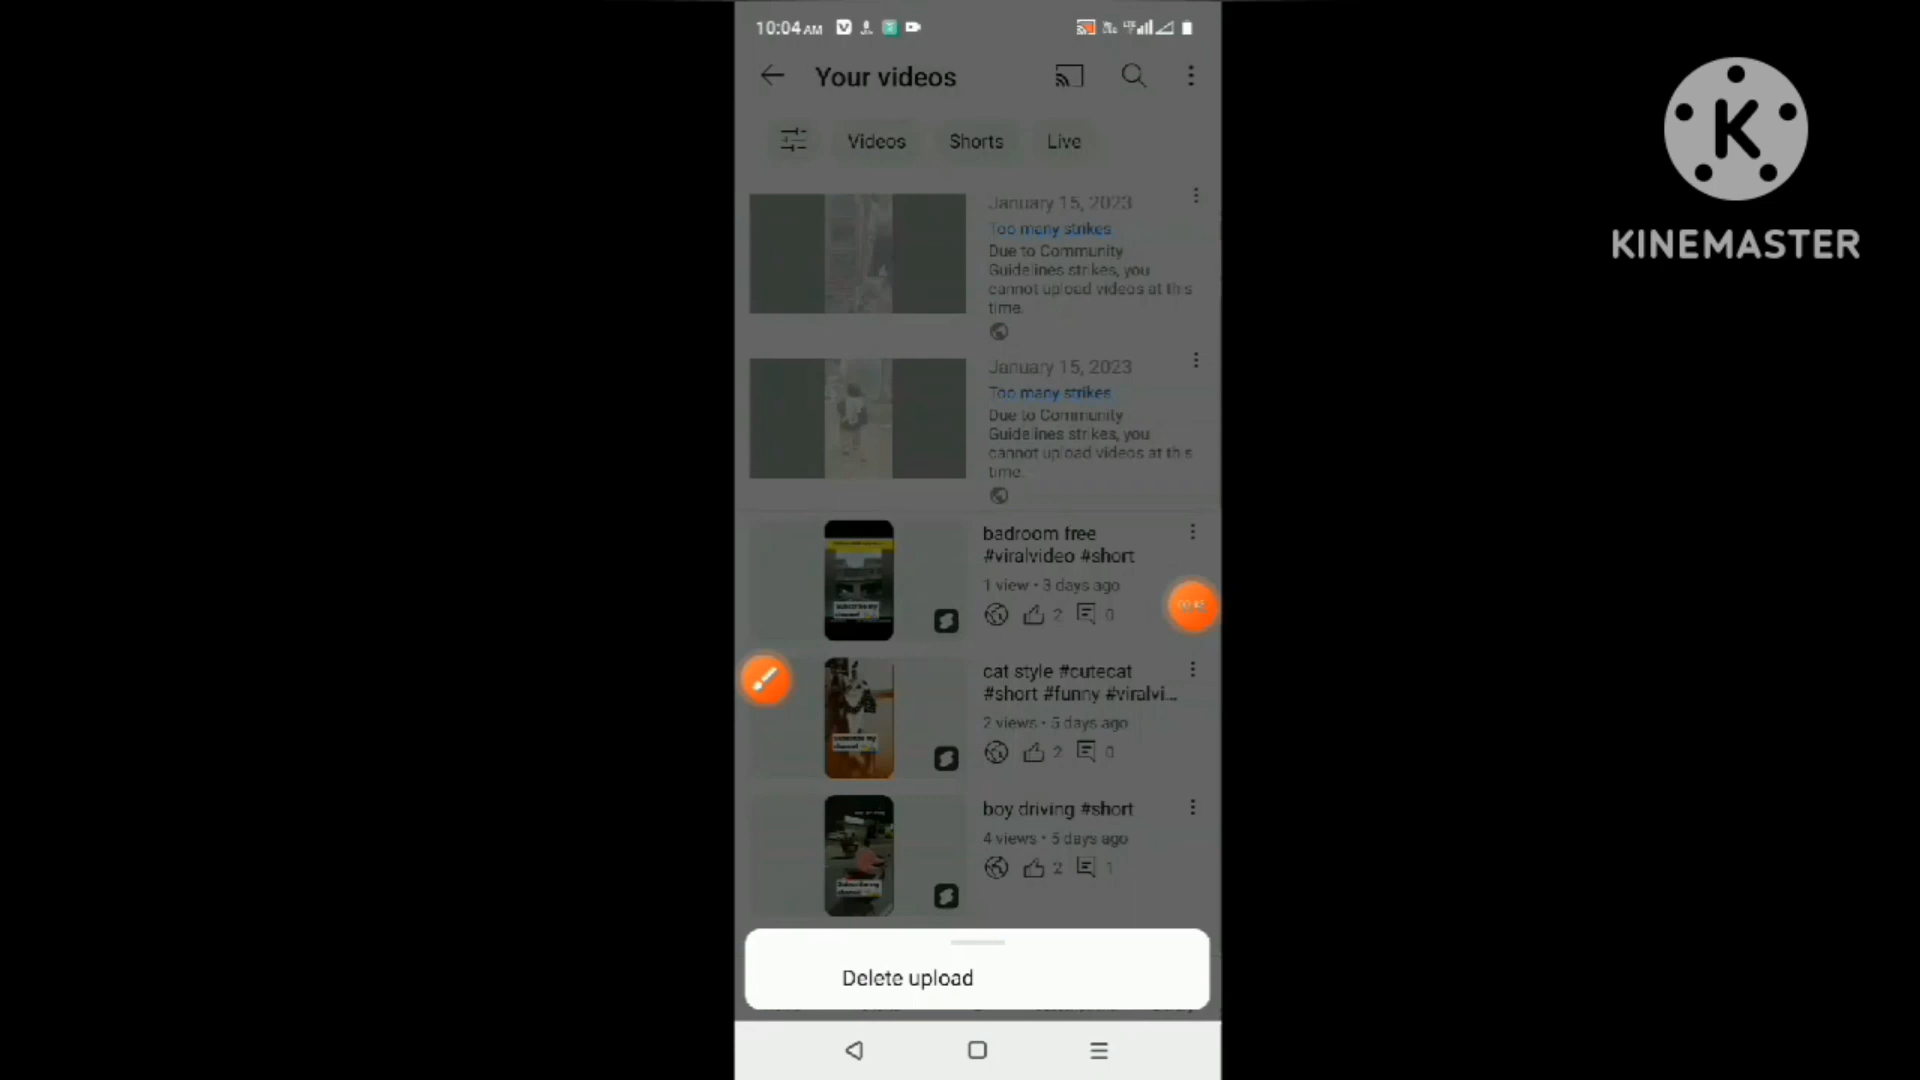 10:04 AM
Your videos
Videos Shorts Live
January 15, 2023
Too many strikes
Due to Community
Guidelines strikes, you
cannot upload videos at this
time.
January 15, 2023
Too many strikes
Due to Community
Guidelines strikes, you
cannot upload videos at this
time.
badroom free
#viralvideo #short
1 view • 3 days ago
2 0
cat style #cutecat
#short #funny #viralvi...
2 views • 5 days ago
2 0
boy driving #short
4 views • 5 days ago
2 1
Delete upload
K
KINEMASTER